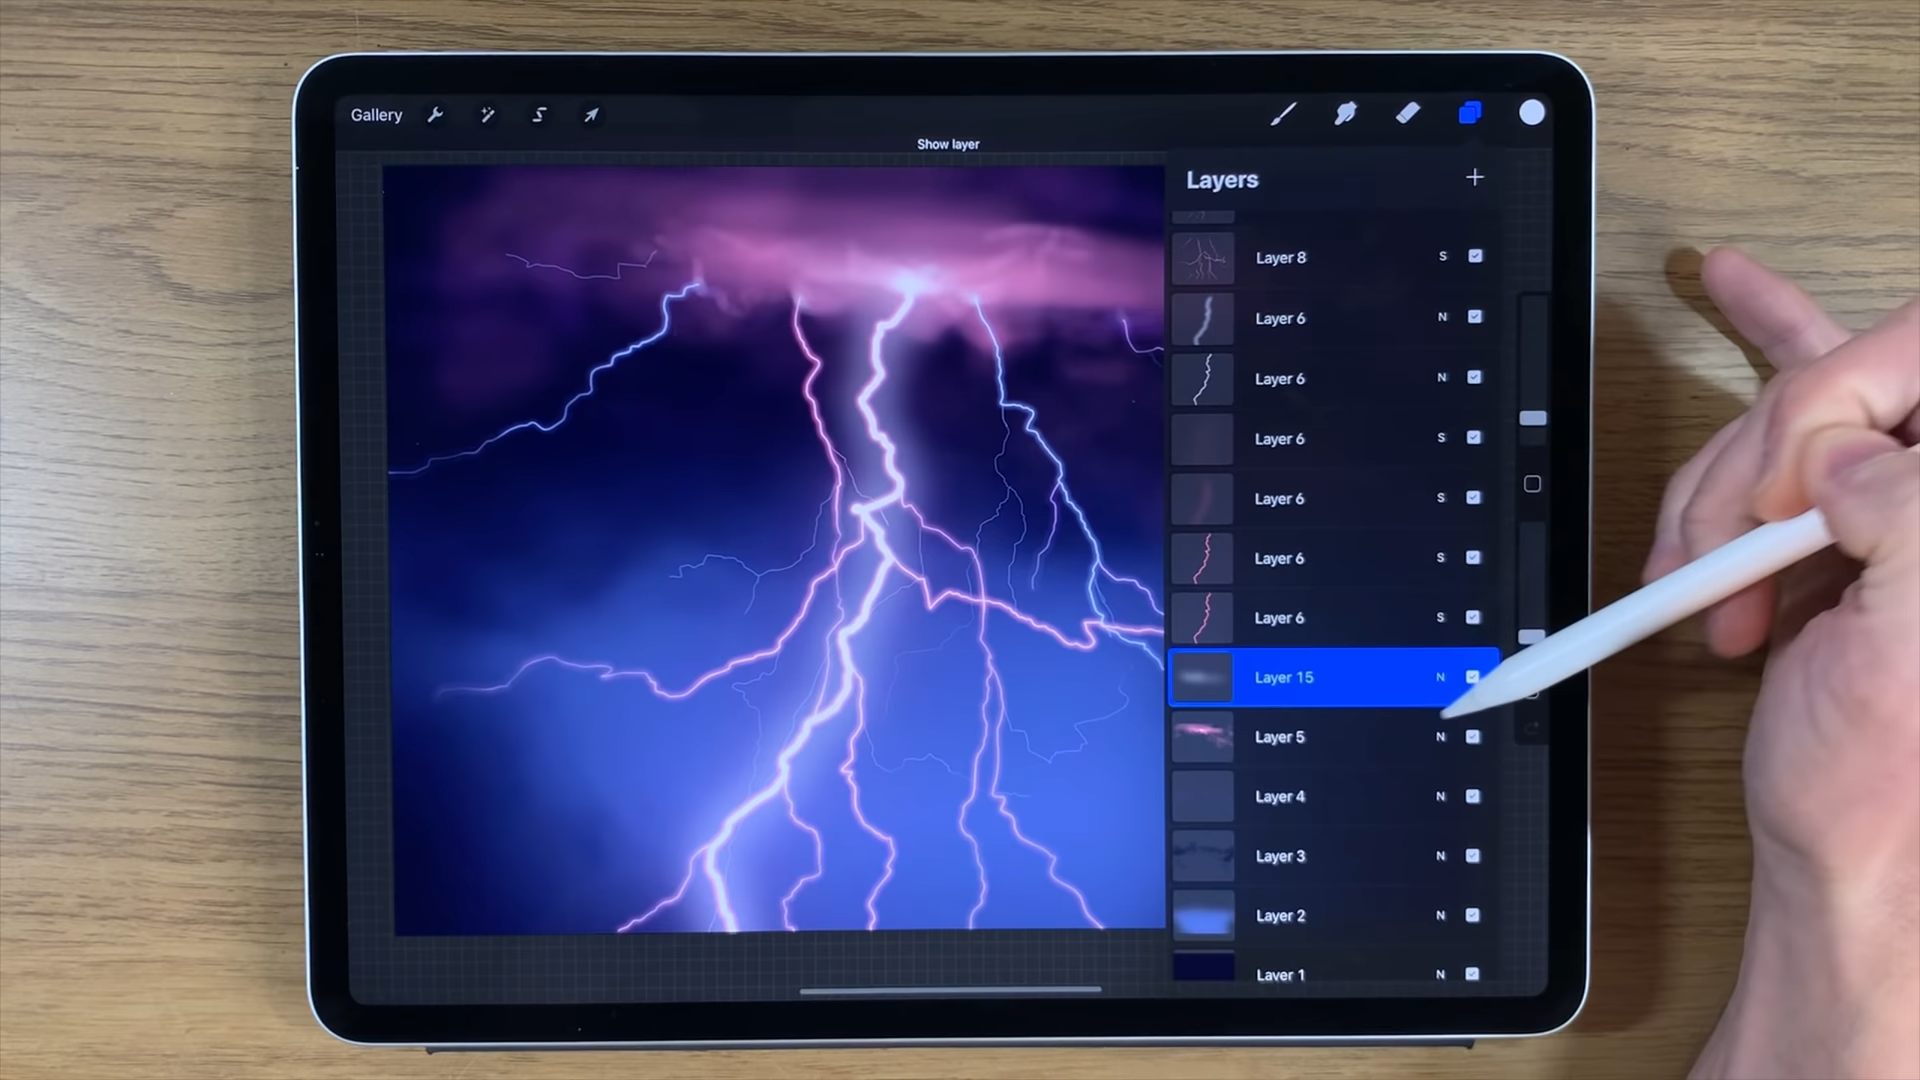 Gallery
Show layer
Layers
Layer 8 S
Layer 6 N
Layer 6 N
Layer 6 S
Layer 6 S
Layer 6 S
Layer 6 S
Layer 15 N
Layer 5 N
Layer 4 N
Layer 3 N
Layer 2 N
Layer 1 N